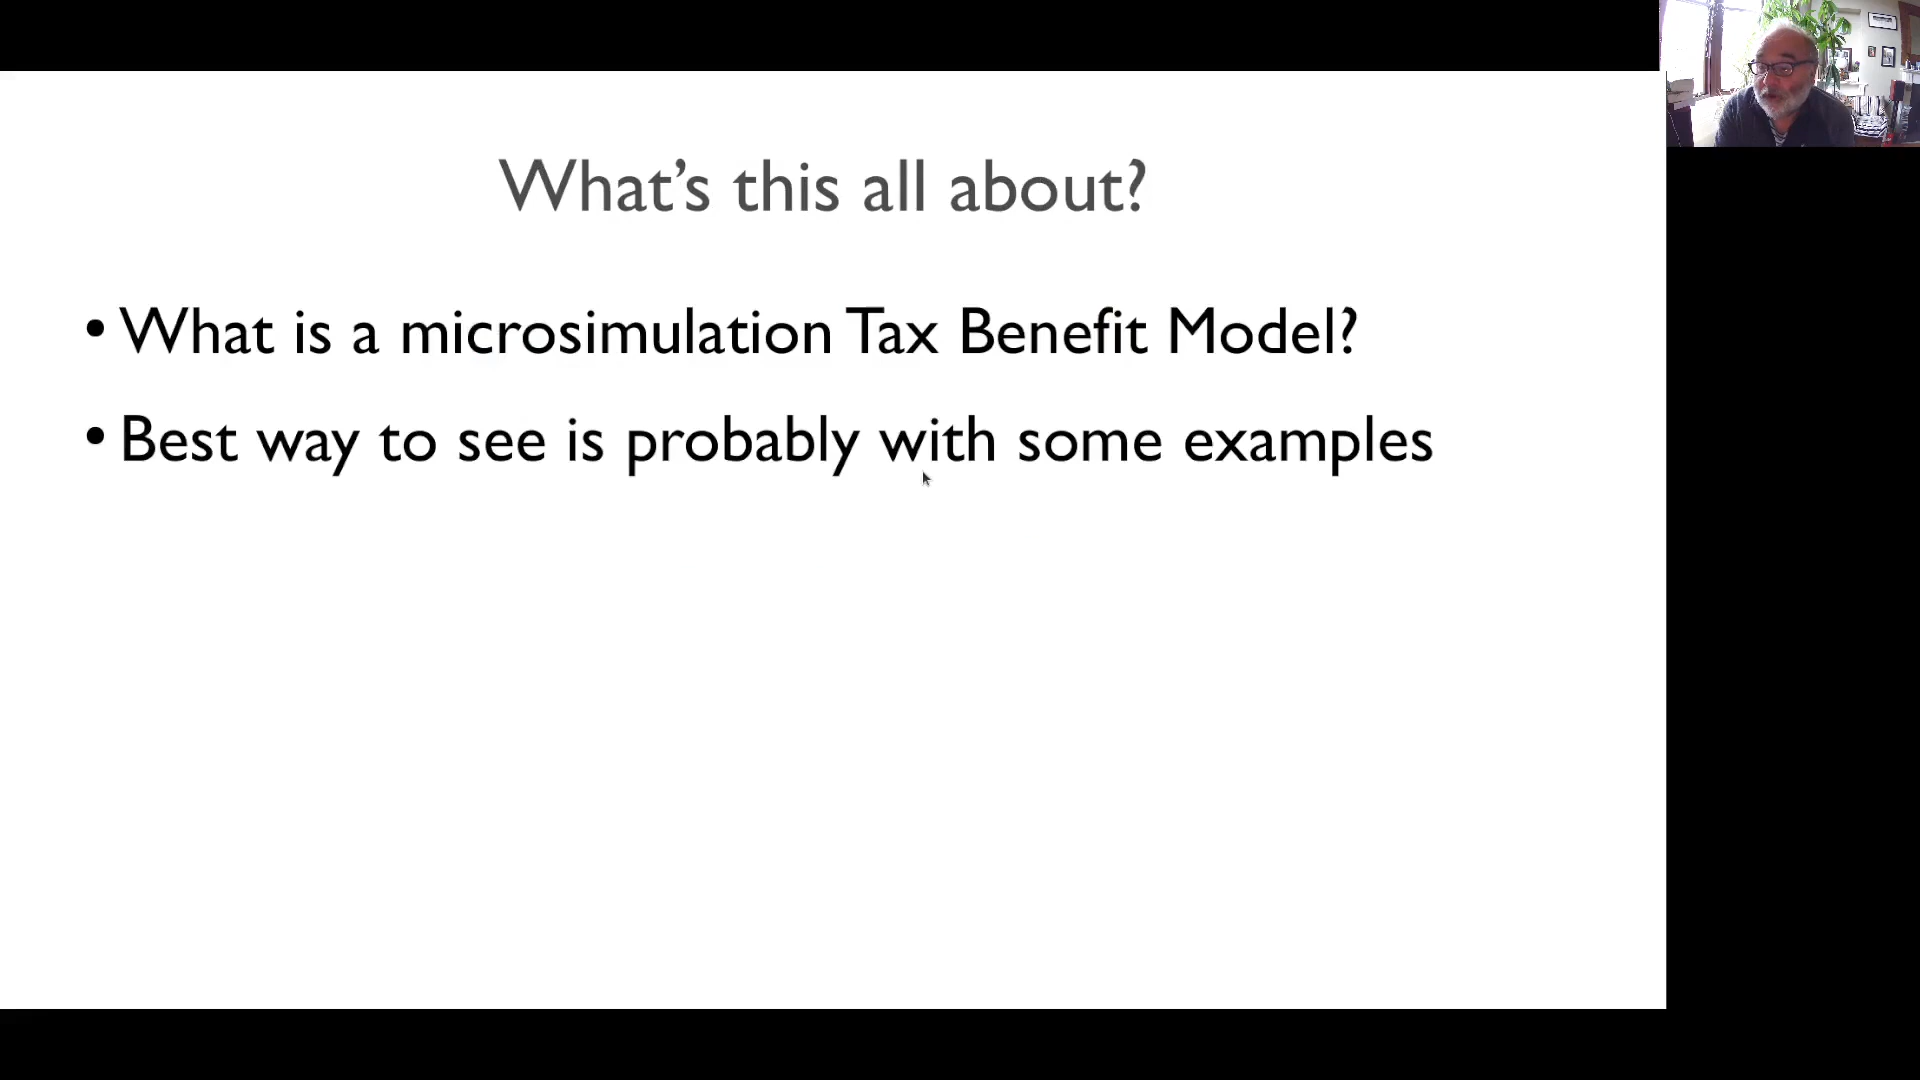 What’s this all about?
• What is a microsimulation Tax Benefit Model?
• Best way to see is probably with some examples